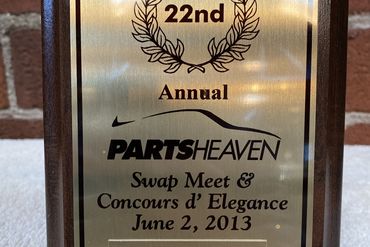 22nd
Annual
PARTSHEAVEN
Swap Meet &
Concours d' Elegance
June 2, 2013